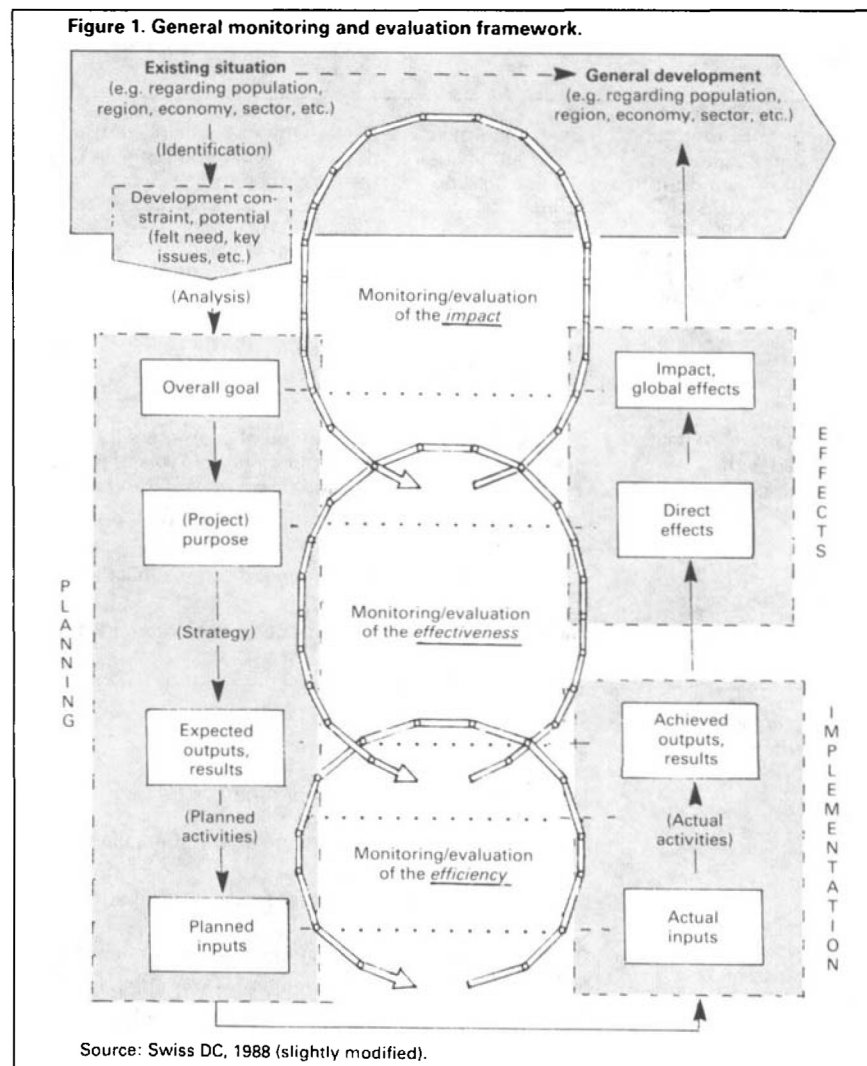 Figure 1. General monitoring and evaluation framework.
Existing situation
(e.g. regarding population,
region, economy, sector, etc.)
General development
(e.g. regarding population,
region, economy, sector, etc.)
(Identification)
Development con-
straint, potential
(felt need, key
issues, etc.)
(Analysis)
Monitoring/evaluation
of the impact
Overall goal
Impact,
global effects
(Project)
purpose
Direct
effects
EFFECTS
PLANNING
(Strategy)
Monitoring/evaluation
of the effectiveness
Expected
outputs,
results
Achieved
outputs,
results
IMPLEMENTATION
(Planned
activities)
(Actual
activities)
Monitoring/evaluation
of the efficiency
Planned
inputs
Actual
inputs
Source: Swiss DC, 1988 (slightly modified).